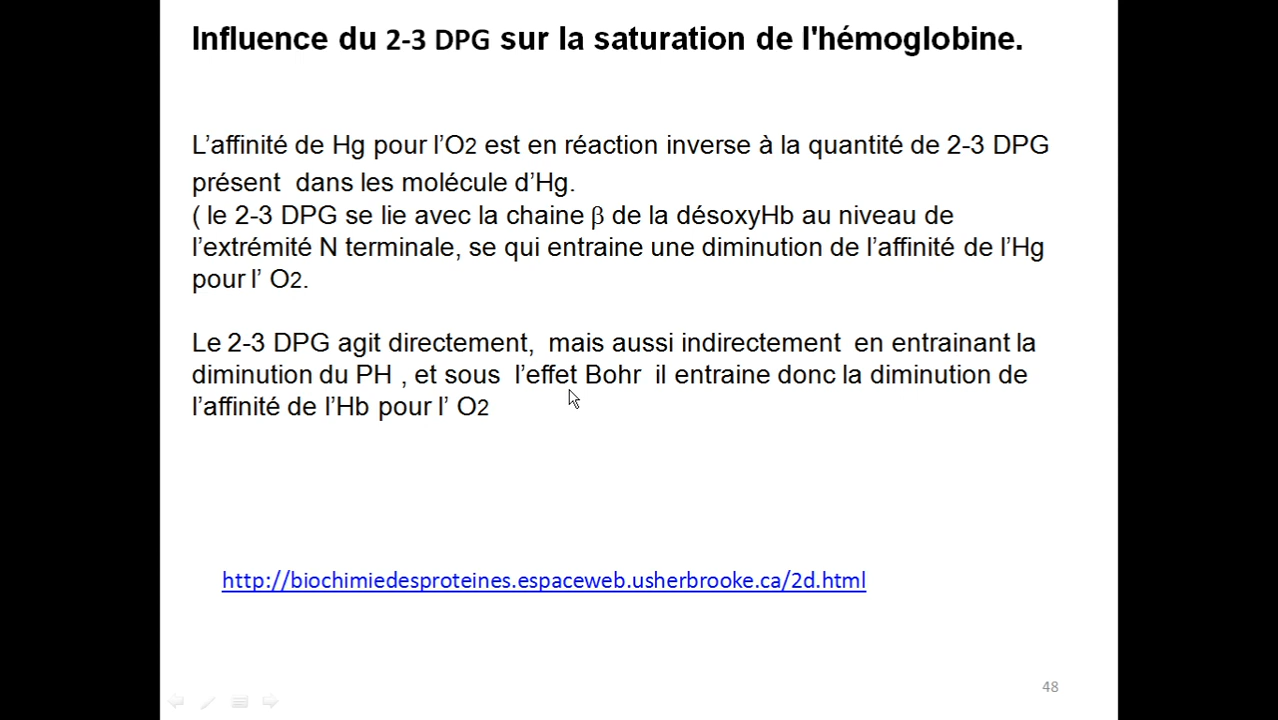 Influence du 2-3 DPG sur la saturation de l'hémoglobine.
L’affinité de Hg pour l’O2 est en réaction inverse à la quantité de 2-3 DPG
présent dans les molécule d’Hg.
( le 2-3 DPG se lie avec la chaine β de la désoxyHb au niveau de
l’extrémité N terminale, se qui entraine une diminution de l’affinité de l’Hg
pour l’ O2.
Le 2-3 DPG agit directement, mais aussi indirectement en entrainant la
diminution du PH , et sous l’effet Bohr il entraine donc la diminution de
l’affinité de l’Hb pour l’ O2
http://biochimiedesproteines.espaceweb.usherbrooke.ca/2d.html
48